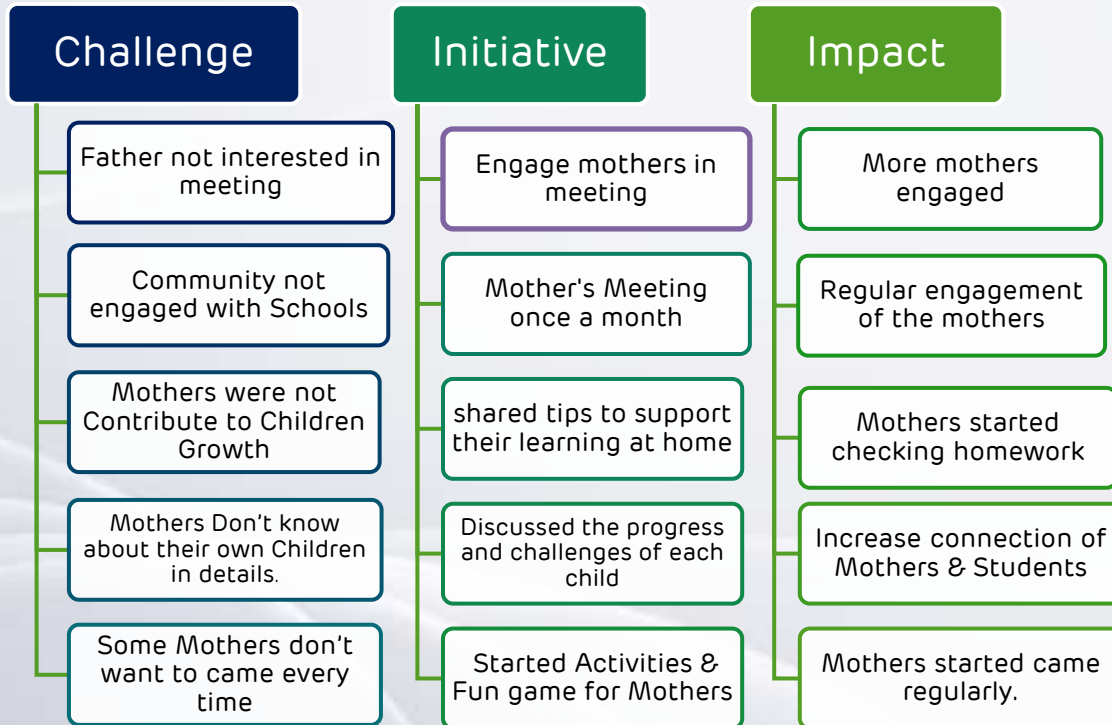 Challenge
Father not interested in
meeting
Community not
engaged with Schools
Mothers were not
Contribute to Children
Growth
Mothers Don't know
about their own Children
in details.
Some Mothers don't
want to came every
time
Initiative
Engage mothers in
meeting
Mother's Meeting
once a month
shared tips to support
their learning at home
Discussed the progress
and challenges of each
child
Started Activities &
Fun game for Mothers
Impact
More mothers
engaged
Regular engagement
of the mothers
Mothers started
checking homework
Increase connection of
Mothers & Students
Mothers started came
regularly.